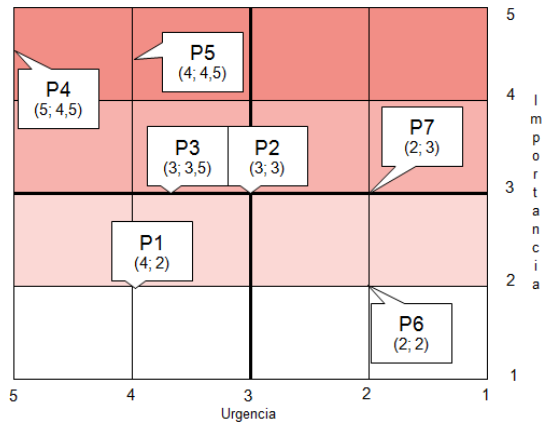 5
P5
(4; 4,5)
P4
(5; 4,5)
4
P7
(2; 3)
P3
(3; 3,5)
P2
(3; 3)
3
P1
(4; 2)
2
P6
(2; 2)
1
5
4
3
2
1
Urgencia
Importancia